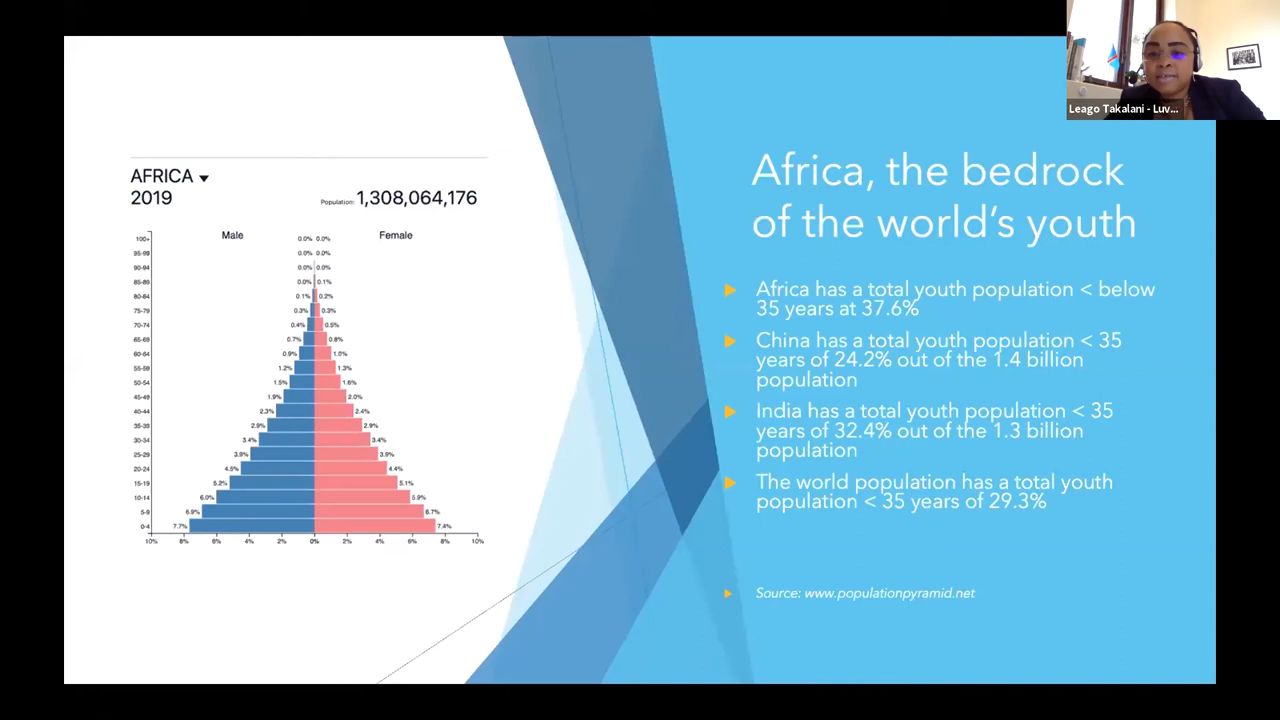 Leago Takalani - Luv...
AFRICA
2019
Population: 1,308,064,176
Male
Female
100+ 0.0% 0.0%
95-99 0.0% 0.0%
90-94 0.0% 0.0%
85-89 0.0% 0.1%
80-84 0.1% 0.2%
75-79 0.3% 0.3%
70-74 0.4% 0.5%
65-69 0.7% 0.8%
60-64 0.9% 1.0%
55-59 1.2% 1.3%
50-54 1.5% 1.6%
45-49 1.9% 2.0%
40-44 2.3% 2.4%
35-39 2.9% 2.9%
30-34 3.4% 3.4%
25-29 3.9% 3.9%
20-24 4.5% 4.4%
15-19 5.2% 5.1%
10-14 6.0% 5.9%
5-9 6.9% 6.7%
0-4 7.7% 7.4%
10% 8% 6% 4% 2% 0% 2% 4% 6% 8% 10%
Africa, the bedrock
of the world's youth
Africa has a total youth population < below
35 years at 37.6%
China has a total youth population < 35
years of 24.2% out of the 1.4 billion
population
India has a total youth population < 35
years of 32.4% out of the 1.3 billion
population
The world population has a total youth
population < 35 years of 29.3%
Source: www.populationpyramid.net